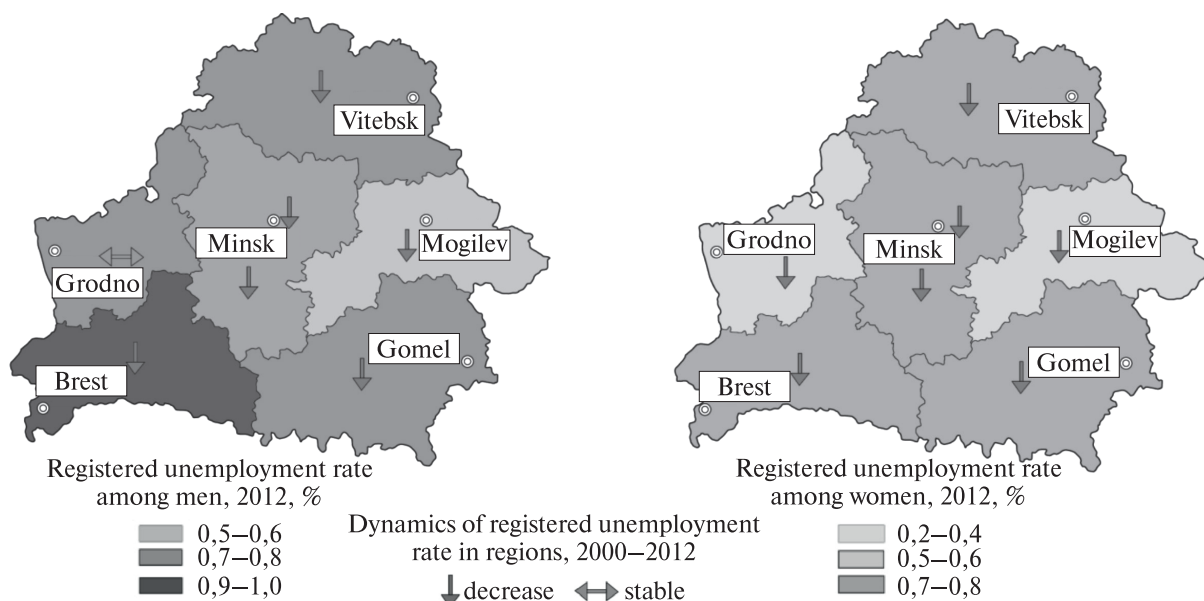 Vitebsk
Minsk
Mogilev
Grodno
Gomel
Brest
Registered unemployment rate
among men, 2012, %
0,5–0,6
0,7–0,8
0,9–1,0
Vitebsk
Grodno
Minsk
Mogilev
Gomel
Brest
Registered unemployment rate
among women, 2012, %
0,2–0,4
0,5–0,6
0,7–0,8
Dynamics of registered unemployment
rate in regions, 2000–2012
decrease
stable